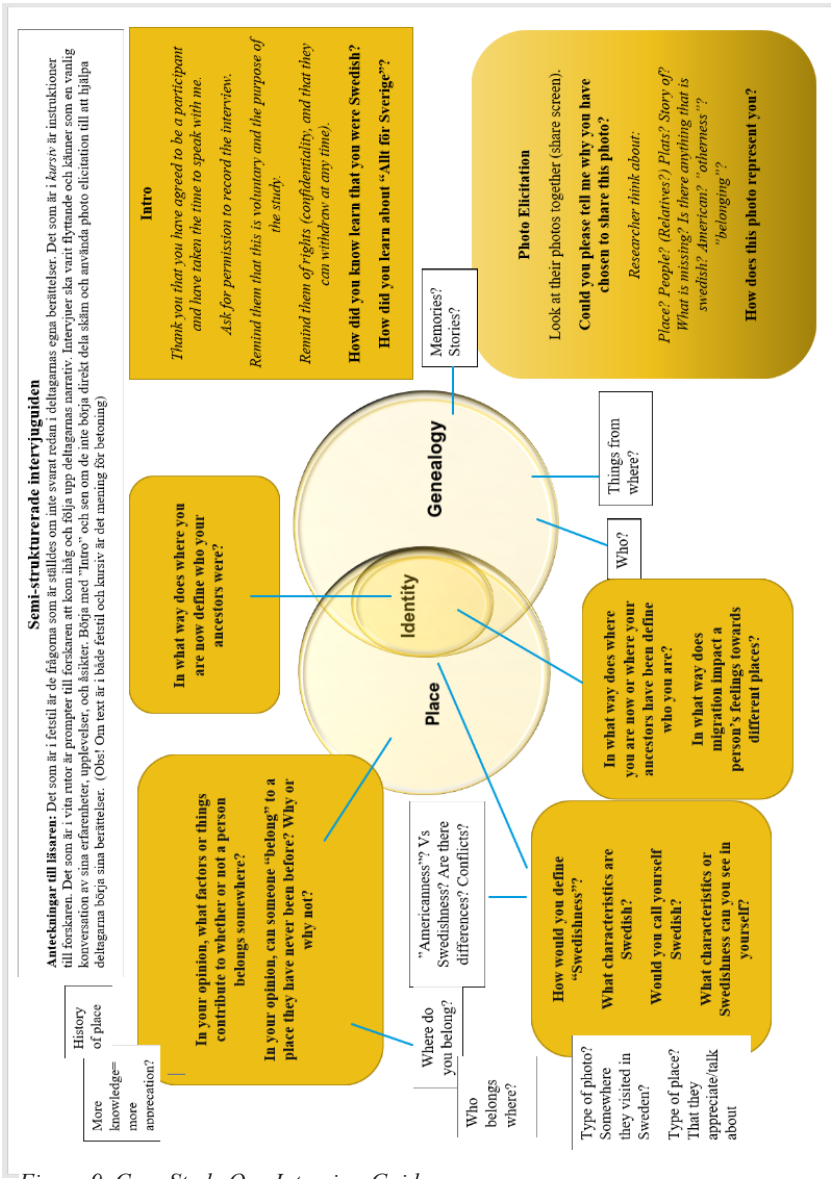 Semi-strukturerade intervjuguiden
Anteckningar till läsaren: Det som är i fetstil är de frågorna som är ställdes om inte svarat redan i deltagarnas egna berättelser. Det som är i kursiv är instruktioner
till forskaren. Det som är i vita rutor är prompter till forskaren att kom ihåg och följa upp deltagarnas narrativ. Intervjuer ska varit flyttande och känner som en vanlig
konversation av sina erfarenheter, upplevelser, och åsikter. Börja med "Intro" och sen om de inte börja direkt dela skäm och använda photo elicitation till att hjälpa
deltagarna börja sina berättelser. (Obs! Om text är i både fetstil och kursiv är det mening för betoning)
History
of place
More
knowledge=
more
apprecation?
In your opinion, what factors or things
contribute to whether or not a person
belongs somewhere?
In your opinion, can someone "belong" to a
place they have never been before? Why or
why not?
In what way does where you
are now define who your
ancestors were?
Intro
Thank you that you have agreed to be a participant
and have taken the time to speak with me.
Ask for permission to record the interview.
Remind them that this is voluntary and the purpose of
the study.
Remind them of rights (confidentiality, and that they
can withdraw at any time).
How did you know learn that you were Swedish?
How did you learn about "Allt för Sverige"?
Place
Identity
Genealogy
Memories?
Stories?
Where do
you belong?
Who
belongs
where?
"Americanness"? Vs
Swedishness? Are there
differences? Conflicts?
Who?
Things from
where?
Type of photo?
Somewhere
they visited in
Sweden?
Type of place?
That they
appreciate/talk
about
How would you define
"Swedishness"?
What characteristics are
Swedish?
Would you call yourself
Swedish?
What characteristics or
Swedishness can you see in
yourself?
In what way does where
you are now or where your
ancestors have been define
who you are?
In what way does
migration impact a
person's feelings towards
different places?
Photo Elicitation
Look at their photos together (share screen).
Could you please tell me why you have
chosen to share this photo?
Researcher think about:
Place? People? (Relatives?) Plats? Story of?
What is missing? Is there anything that is
swedish? American? "otherness"?
"belonging"?
How does this photo represent you?